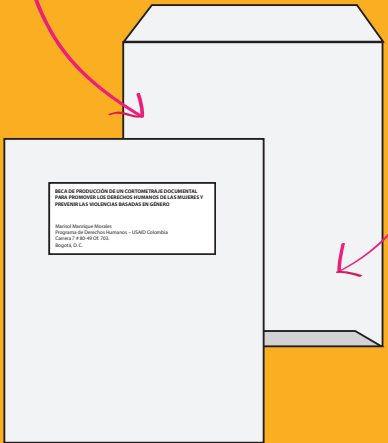 BECA DE PRODUCCIÓN DE UN CORTOMETRAJE DOCUMENTAL
PARA PROMOVER LOS DERECHOS HUMANOS DE LAS MUJERES Y
PREVENIR LAS VIOLENCIAS BASADAS EN GÉNERO
Marisol Manrique Morales
Programa de Derechos Humanos – USAID Colombia
Carrera 7 # 80-49 Of. 703.
Bogotá, D. C.